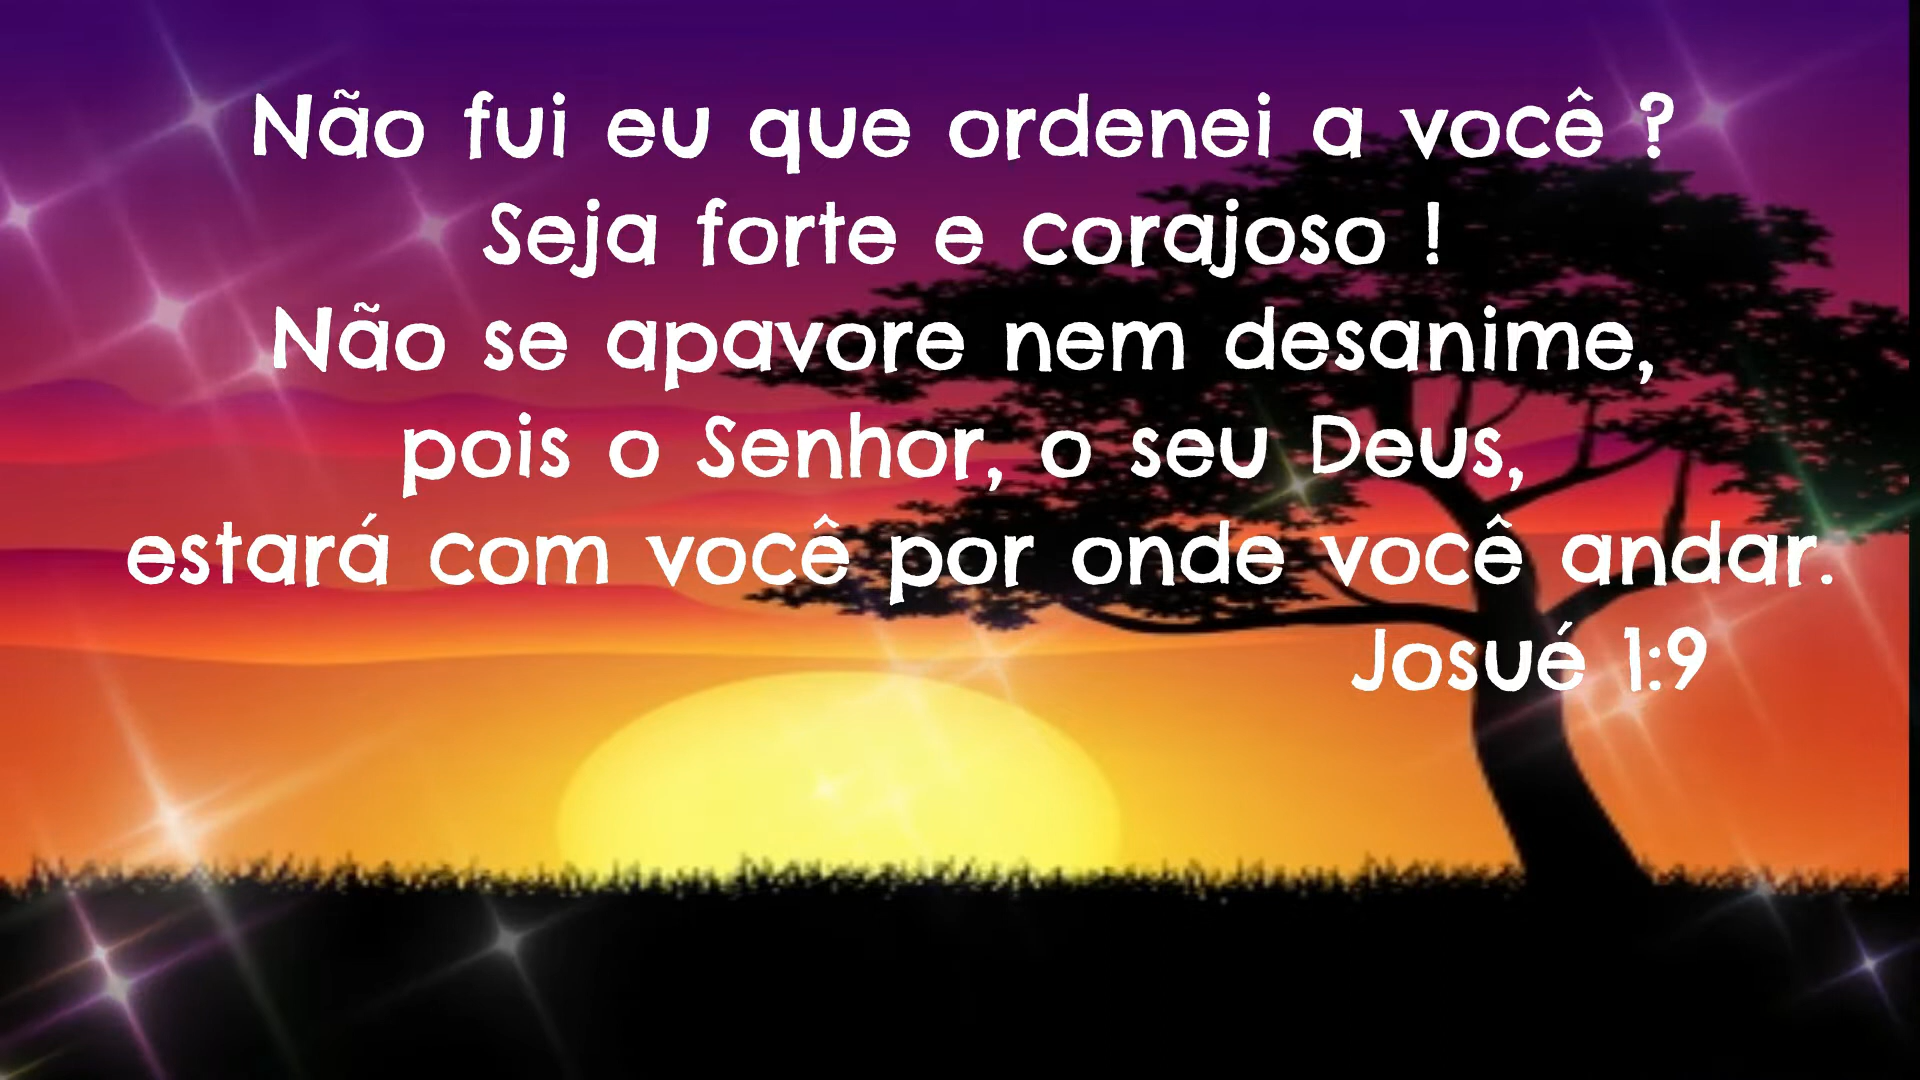 Não fui eu que ordenei a você ?
Seja forte e corajoso !
Não se apavore nem desanime,
pois o Senhor, o seu Deus,
estará com você por onde você andar.
Josué 1:9